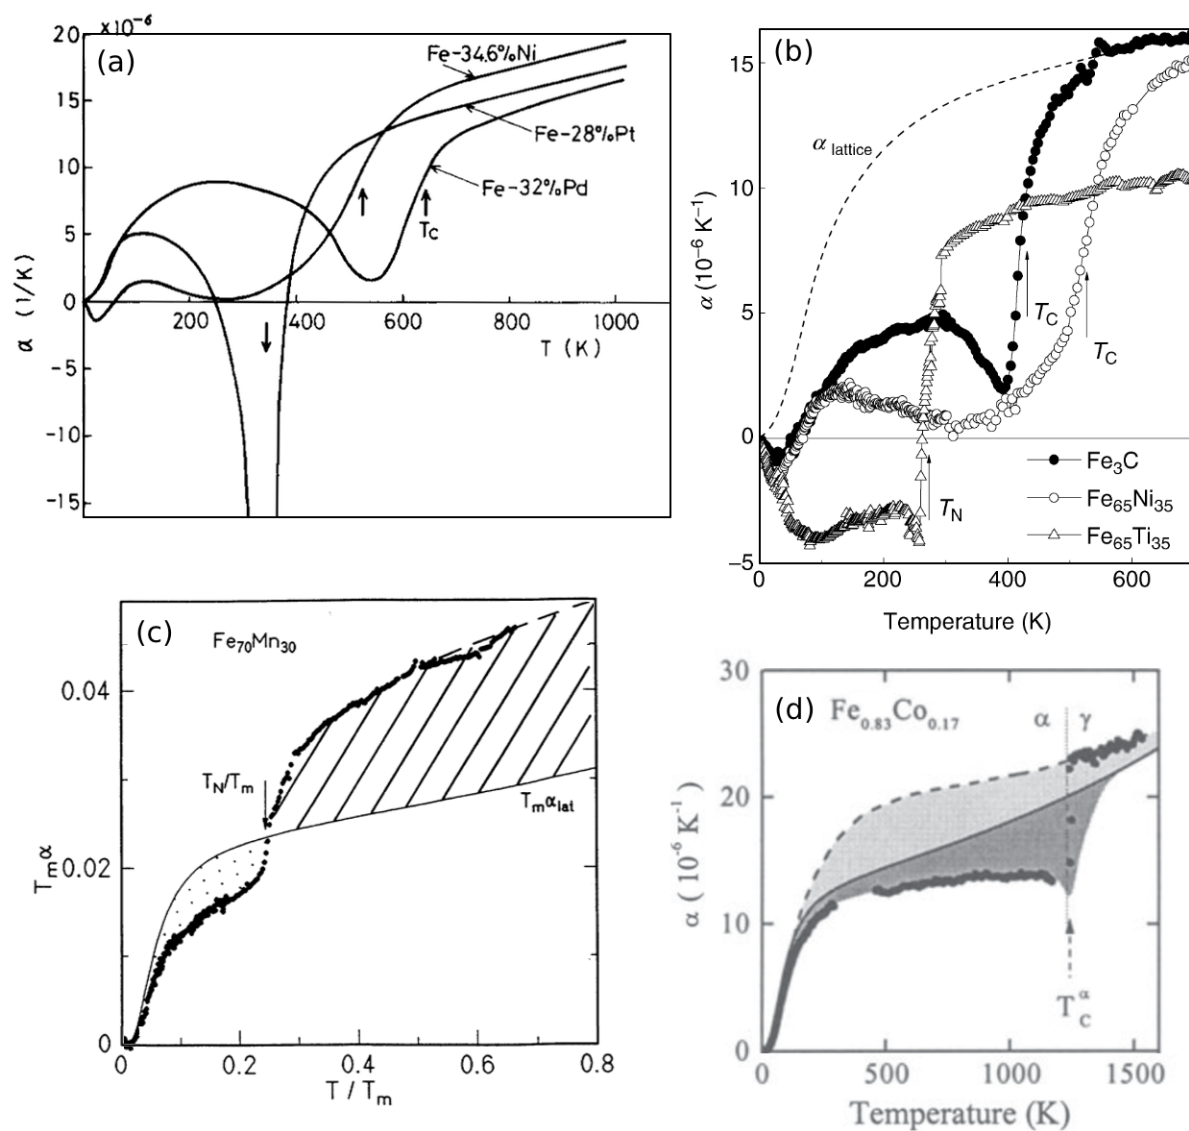 ×10⁻⁶
20
(a)
Fe-34.6%Ni
15
Fe-28%Pt
10
Fe-32%Pd
5
T_C
0
200
400
600
800
1000
T (K)
-5
-10
-15
α (1/K)
(b)
15
α lattice
10
α (10⁻⁶ K⁻¹)
5
T_C
T_C
0
Fe₃C
Fe₆₅Ni₃₅
T_N
Fe₆₅Ti₃₅
-5
0
200
400
600
Temperature (K)
(c)
Fe₇₀Mn₃₀
0.04
T_N/T_m
T_mα_lat
T_mα
0.02
0
0
0.2
0.4
0.6
0.8
T / T_m
30
(d)
Fe₀.₈₃Co₀.₁₇
α
γ
20
α ( 10⁻⁶ K⁻¹)
10
T_C^α
0
0
500
1000
1500
Temperature (K)